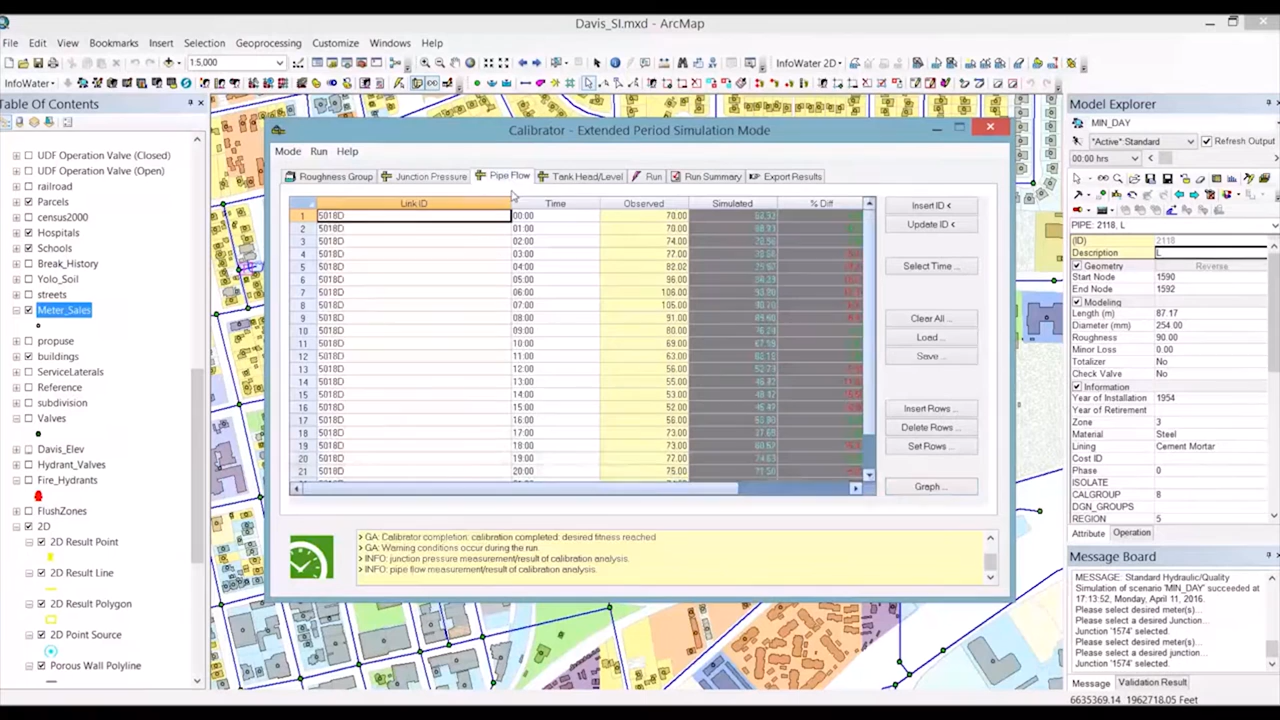 Davis_SI.mxd - ArcMap
File Edit View Bookmarks Insert Selection Geoprocessing Customize Windows Help
1:5,000
InfoWater 2D
InfoWater
Table Of Contents
UDF Operation Valve (Closed)
UDF Operation Valve (Open)
railroad
Parcels
census2000
Hospitals
Schools
Break_History
Yolo_Soil
streets
Meter_Sales
propuse
buildings
ServiceLaterals
Reference
subdivision
Valves
Davis_Elev
Hydrant_Valves
Fire_Hydrants
FlushZones
2D
2D Result Point
2D Result Line
2D Result Polygon
2D Point Source
Porous Wall Polyline
Calibrator - Extended Period Simulation Mode
Mode Run Help
Roughness Group Junction Pressure Pipe Flow Tank Head/Level Run Run Summary Export Results
Link ID Time Observed Simulated % Diff
1 5018D 00:00 70.00
2 5018D 01:00 70.00
3 5018D 02:00 74.00
4 5018D 03:00 77.00
5 5018D 04:00 82.00
6 5018D 05:00 96.00
7 5018D 06:00 106.00
8 5018D 07:00 105.00
9 5018D 08:00 91.00
10 5018D 09:00 80.00
11 5018D 10:00 69.00
12 5018D 11:00 63.00
13 5018D 12:00 56.00
14 5018D 13:00 55.00
15 5018D 14:00 53.00
16 5018D 15:00 52.00
17 5018D 16:00 56.00
18 5018D 17:00 73.00
19 5018D 18:00 73.00
20 5018D 19:00 77.00
21 5018D 20:00 75.00
Insert ID <
Update ID <
Select Time ...
Clear All ...
Load ...
Save ...
Insert Rows ...
Delete Rows ...
Set Rows ...
Graph ...
> GA: Calibrator completion: calibration completed: desired fitness reached
> GA: Warning conditions occur during the run
> INFO: junction pressure measurement/result of calibration analysis.
> INFO: pipe flow measurement/result of calibration analysis.
Model Explorer
MIN_DAY
*Active* Standard Refresh Output
00:00 hrs
PIPE: 2118, L
(ID) 2118
Description L
Geometry Reverse
Start Node 1590
End Node 1592
Modeling
Length (m) 87.17
Diameter (mm) 254.00
Roughness 90.00
Minor Loss 0.00
Totalizer No
Check Valve No
Information
Year of Installation 1954
Year of Retirement
Zone 3
Material Steel
Lining Cement Mortar
Cost ID
Phase 0
ISOLATE
CALGROUP 8
DGN_GROUPS
REGION 5
Attribute Operation
Message Board
MESSAGE: Standard Hydraulic/Quality
Simulation of scenario 'MIN_DAY' succeeded at
17:13:52, Monday, April 11, 2016.
Please select desired meter(s)...
Please select a desired Junction...
Junction '1574' selected.
Please select desired meter(s)...
Please select a desired junction...
Junction '1574' selected.
Message Validation Result
6635369.14 1962718.05 Feet